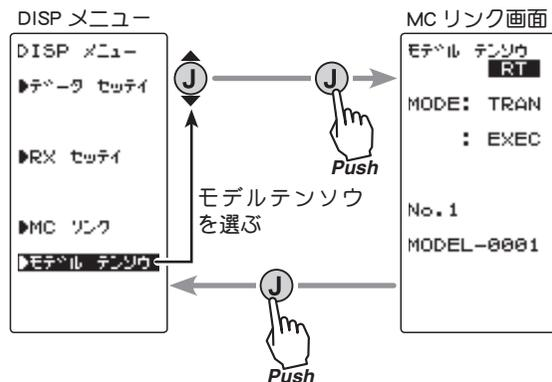 DISP メニュー
DISP メニュー
▶データ セッテイ
▶RX セッテイ
▶MC リンク
▶モデル テンソウ
J
モデルテンソウ
を選ぶ
J
Push
J
Push
MC リンク画面
モデル テンソウ
RT
MODE: TRAN
: EXEC
No.1
MODEL-0001